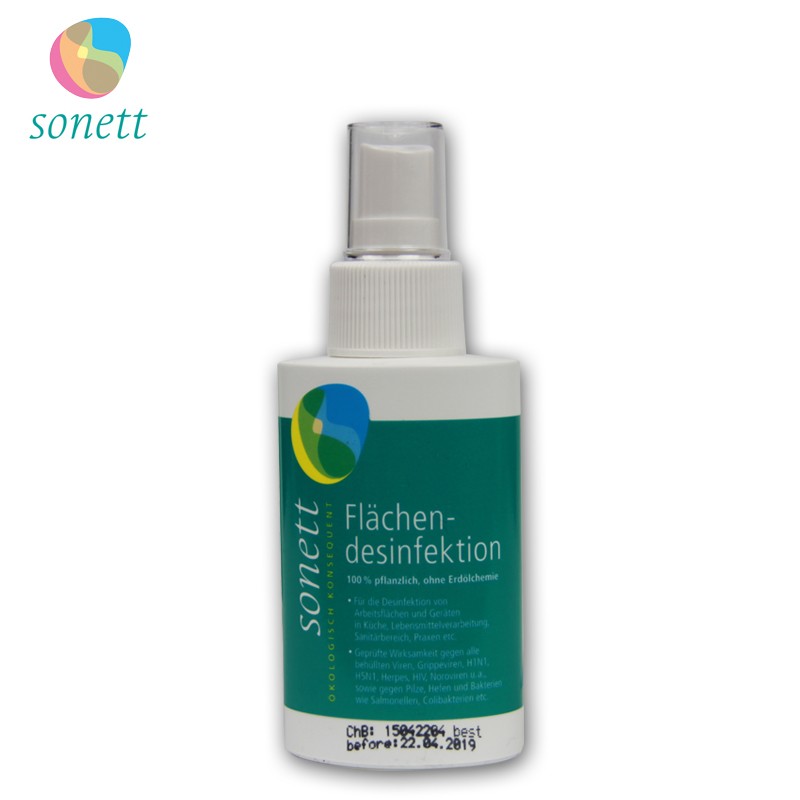 sonett
sonett
ÖKOLOGISCH KONSEQUENT
Flächen-
desinfektion
100 % pflanzlich, ohne Erdölchemie
• Für die Desinfektion von
Arbeitsflächen und Geräten
in Küche, Lebensmittelverarbeitung,
Sanitärbereich, Praxen etc.
• Geprüfte Wirksamkeit gegen alle
behüllten Viren, Grippeviren, H1N1,
H5N1, Herpes, HIV, Noroviren u.a.,
sowie gegen Pilze, Hefen und Bakterien
wie Salmonellen, Colibakterien etc.
ChB: 15042204 best
before:22.04.2019